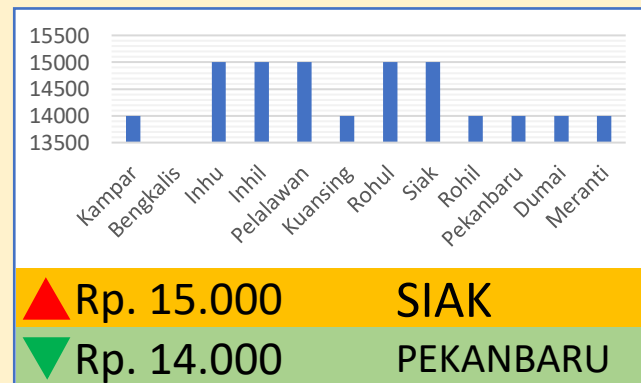 15500
15000
14500
14000
13500
Kampar
Bengkalis
Inhu
Inhil
Pelalawan
Kuansing
Rohul
Siak
Rohil
Pekanbaru
Dumai
Meranti
Rp. 15.000 SIAK
Rp. 14.000 PEKANBARU